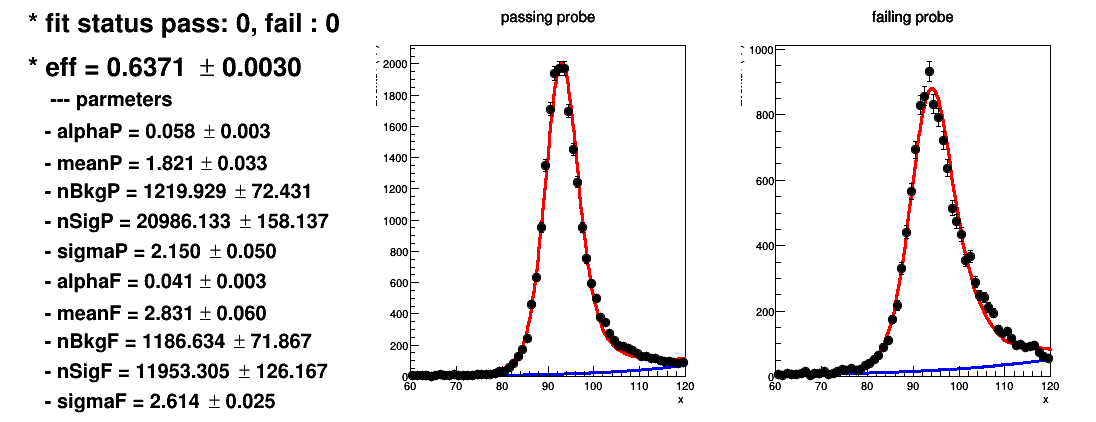 * fit status pass: 0, fail : 0
* eff = 0.6371 ± 0.0030
--- parmeters
- alphaP = 0.058 ± 0.003
- meanP = 1.821 ± 0.033
- nBkgP = 1219.929 ± 72.431
- nSigP = 20986.133 ± 158.137
- sigmaP = 2.150 ± 0.050
- alphaF = 0.041 ± 0.003
- meanF = 2.831 ± 0.060
- nBkgF = 1186.634 ± 71.867
- nSigF = 11953.305 ± 126.167
- sigmaF = 2.614 ± 0.025
passing probe
2000
1800
1600
1400
1200
1000
800
600
400
200
0
60 70 80 90 100 110 120
x
failing probe
1000
800
600
400
200
0
60 70 80 90 100 110 120
x